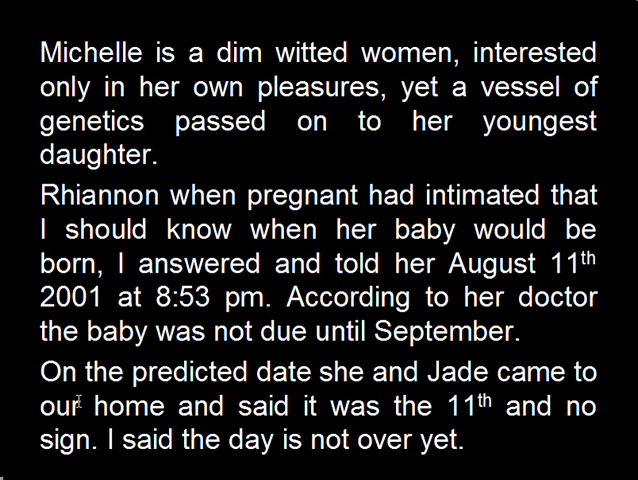 Michelle is a dim witted women, interested
only in her own pleasures, yet a vessel of
genetics passed on to her youngest
daughter.
Rhiannon when pregnant had intimated that
I should know when her baby would be
born, I answered and told her August 11th
2001 at 8:53 pm. According to her doctor
the baby was not due until September.
On the predicted date she and Jade came to
our home and said it was the 11th and no
sign. I said the day is not over yet.